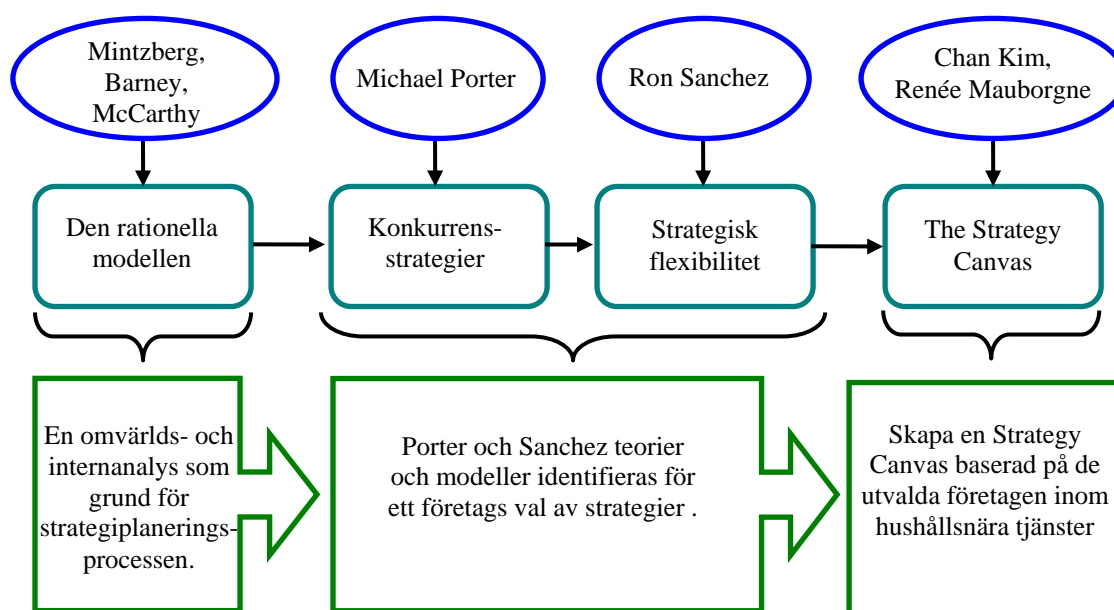 Mintzberg,
Barney,
McCarthy
Michael Porter
Ron Sanchez
Chan Kim,
Renée Mauborgne
Den rationella
modellen
Konkurrens-
strategier
Strategisk
flexibilitet
The Strategy
Canvas
En omvärlds- och
internanalys som
grund för
strategiplanerings-
processen.
Porter och Sanchez teorier
och modeller identifieras för
ett företags val av strategier .
Skapa en Strategy
Canvas baserad på de
utvalda företagen inom
hushållsnära tjänster